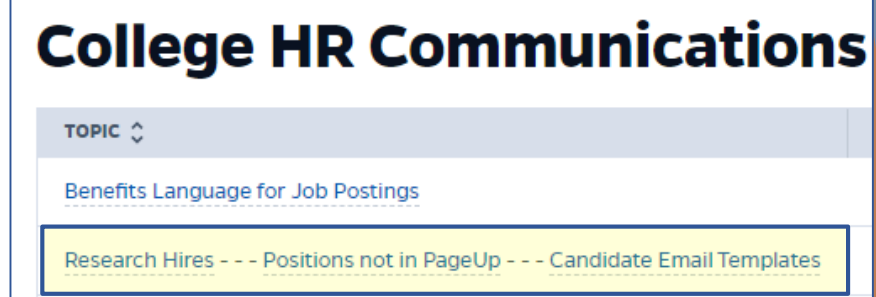 College HR Communications
TOPIC
Benefits Language for Job Postings
Research Hires - - - Positions not in PageUp - - - Candidate Email Templates